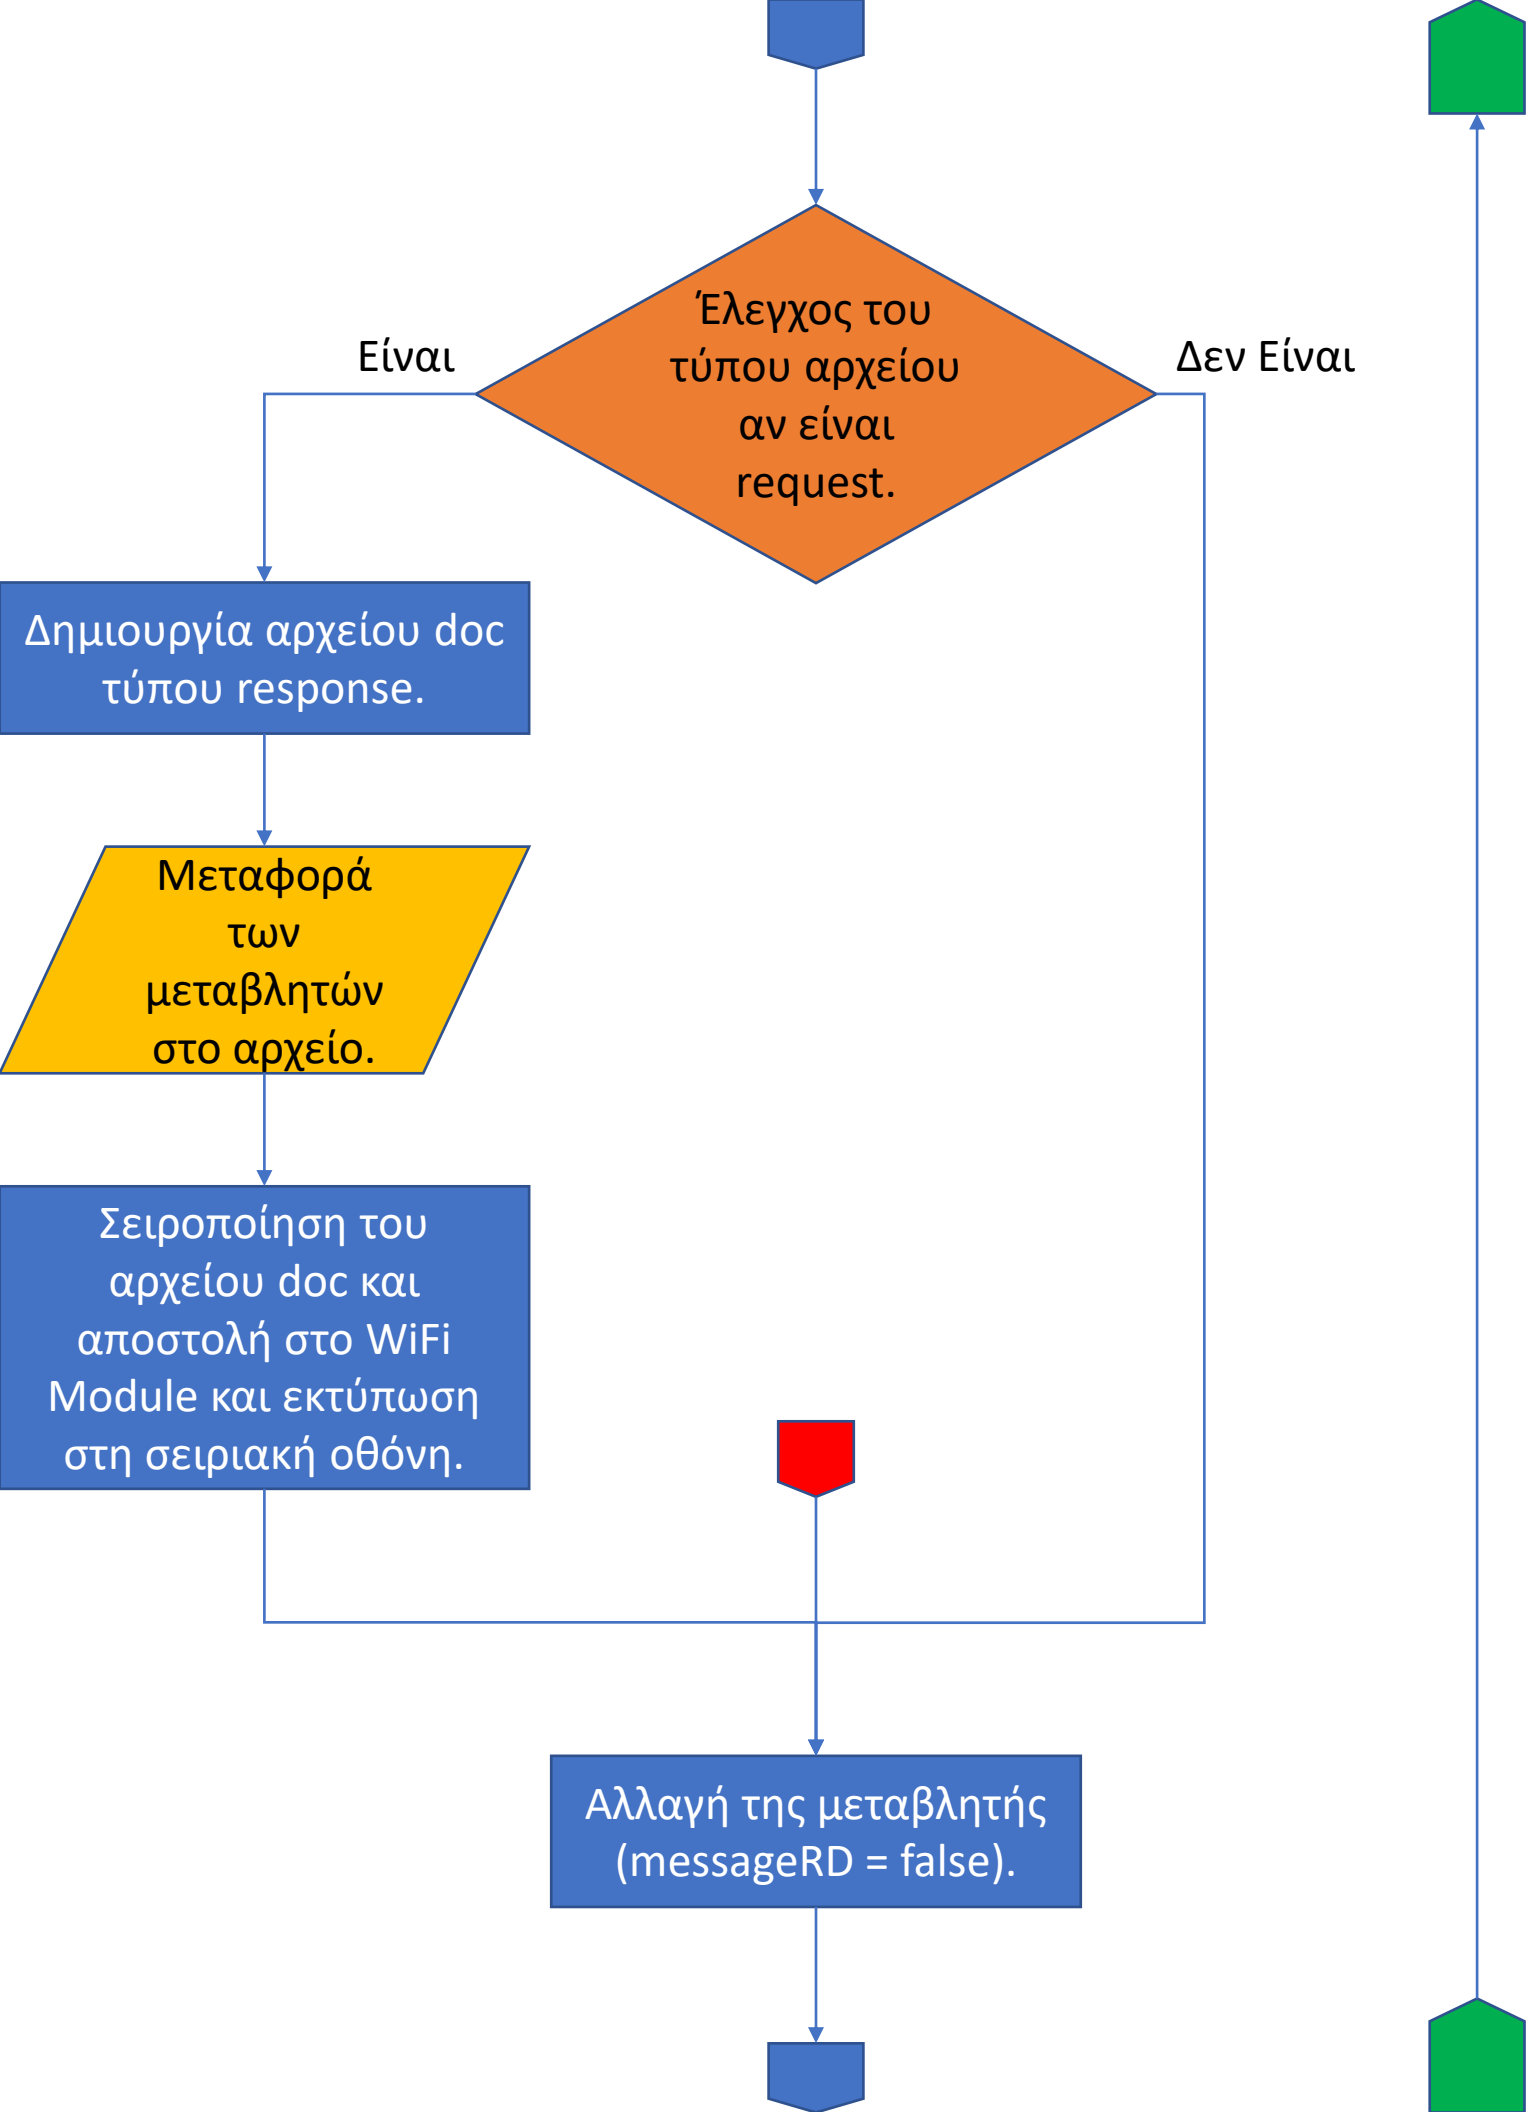 Έλεγχος του
τύπου αρχείου
αν είναι
request.
Είναι
Δεν Είναι
Δημιουργία αρχείου doc
τύπου response.
Μεταφορά
των
μεταβλητών
στο αρχείο.
Σειροποίηση του
αρχείου doc και
αποστολή στο WiFi
Module και εκτύπωση
στη σειριακή οθόνη.
Αλλαγή της μεταβλητής
(messageRD = false).